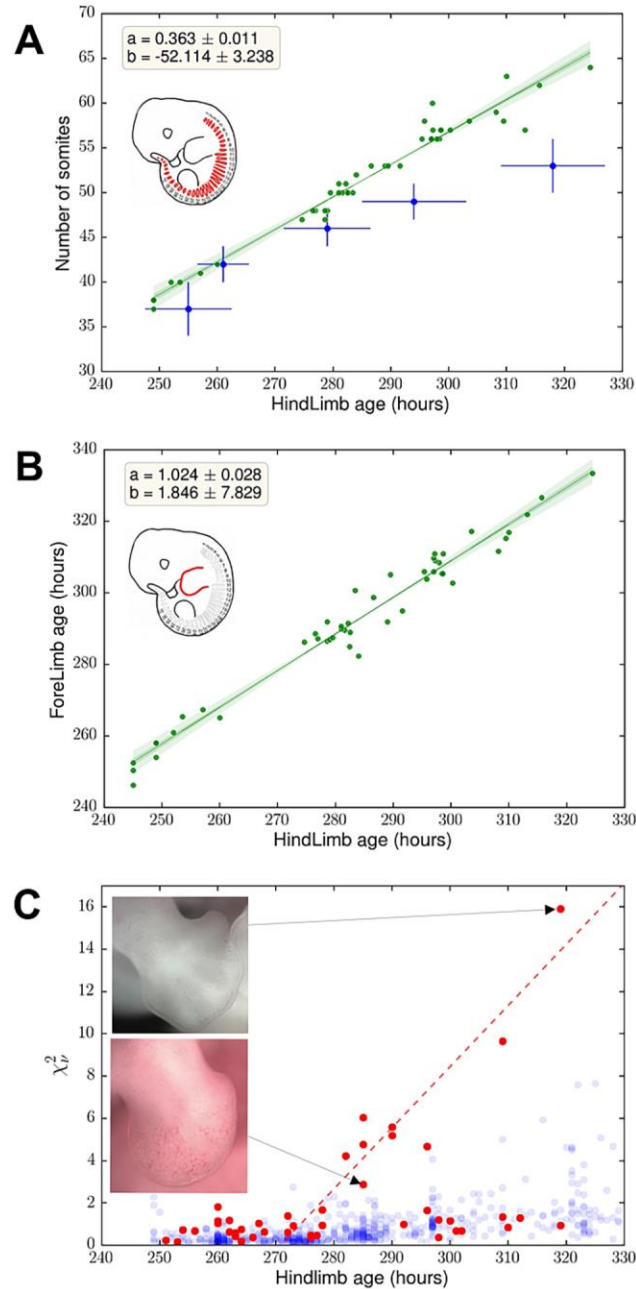 A
a = 0.363 ± 0.011
b = -52.114 ± 3.238
Number of somites
70
65
60
55
50
45
40
35
30
240 250 260 270 280 290 300 310 320 330
HindLimb age (hours)
B
a = 1.024 ± 0.028
b = 1.846 ± 7.829
ForeLimb age (hours)
340
320
300
280
260
240
240 250 260 270 280 290 300 310 320 330
HindLimb age (hours)
C
χ²ᵥ
16
14
12
10
8
6
4
2
0
240 250 260 270 280 290 300 310 320 330
Hindlimb age (hours)